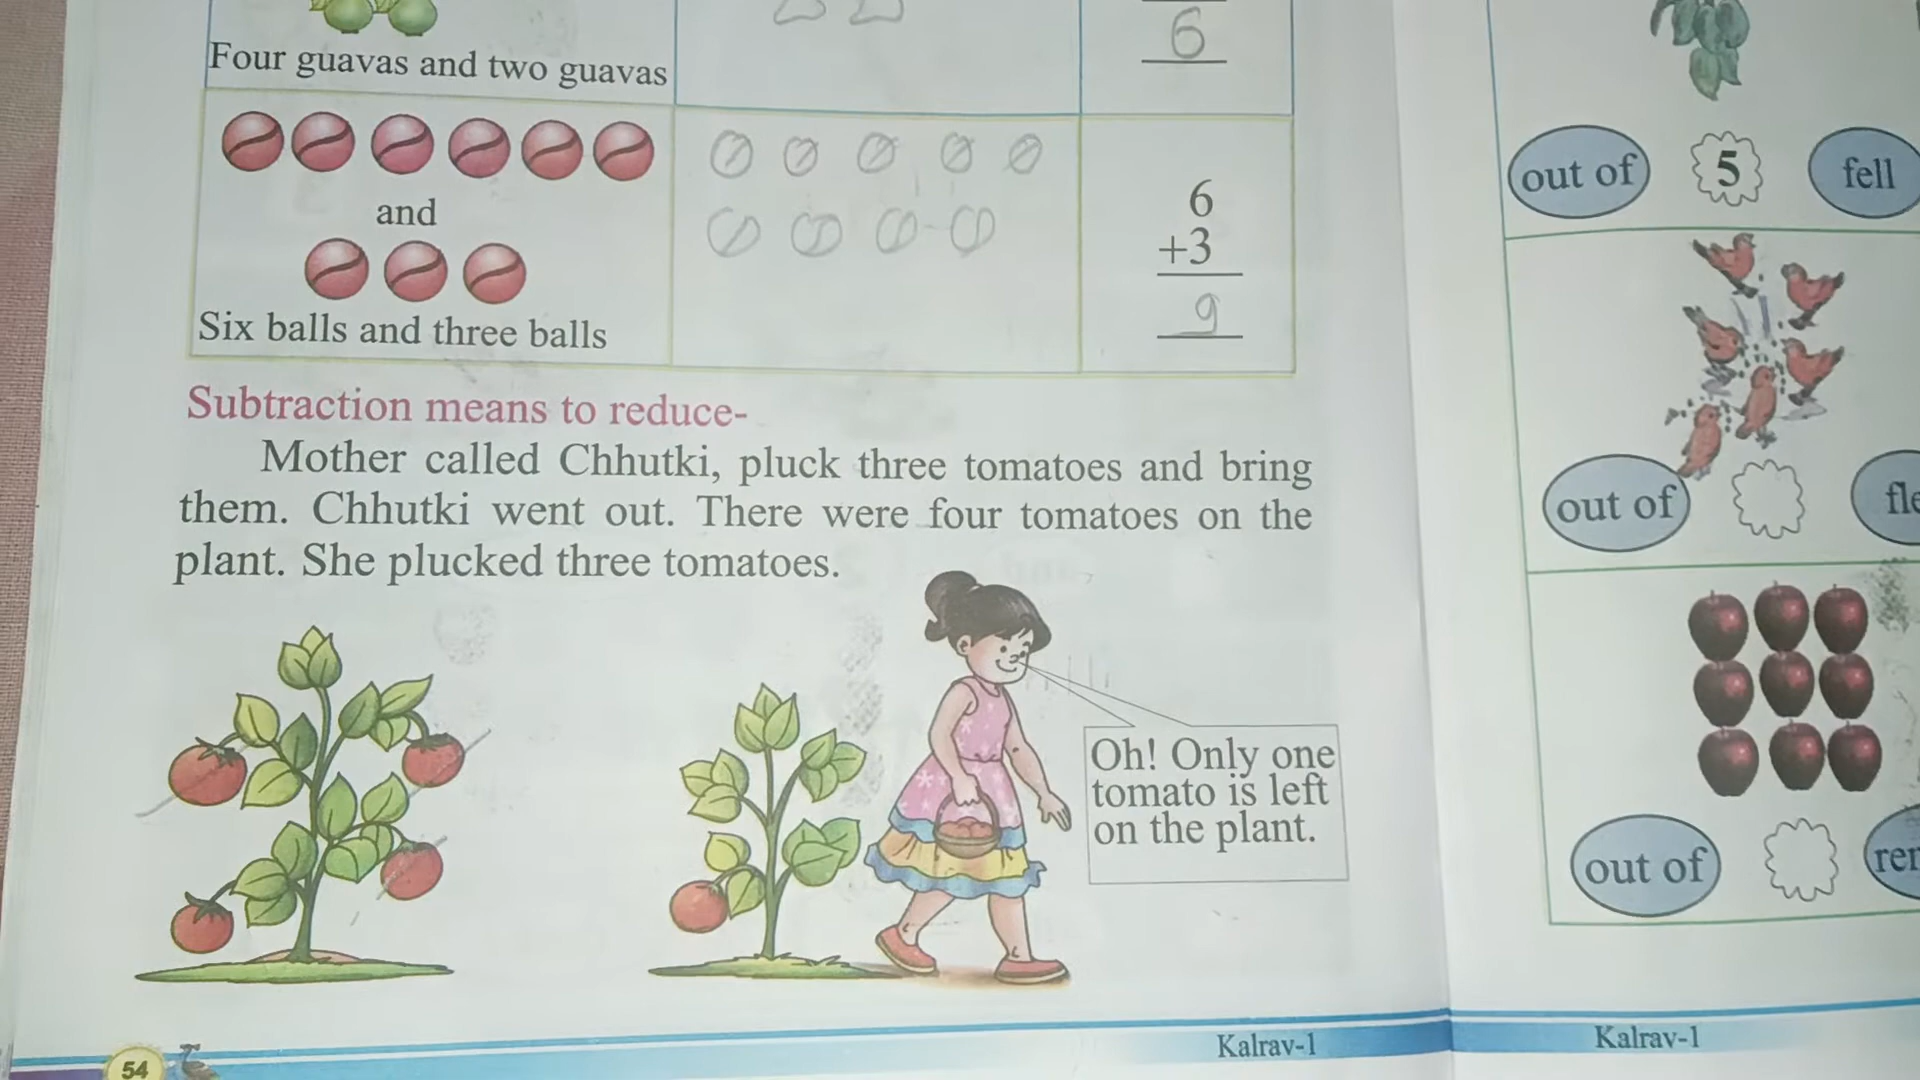 6
Four guavas and two guavas
and
6
+3
9
Six balls and three balls
Subtraction means to reduce-
Mother called Chhutki, pluck three tomatoes and bring
them. Chhutki went out. There were four tomatoes on the
plant. She plucked three tomatoes.
Oh! Only one
tomato is left
on the plant.
54
Kalrav-1
out of 5 fell
out of
out of
Kalrav-1